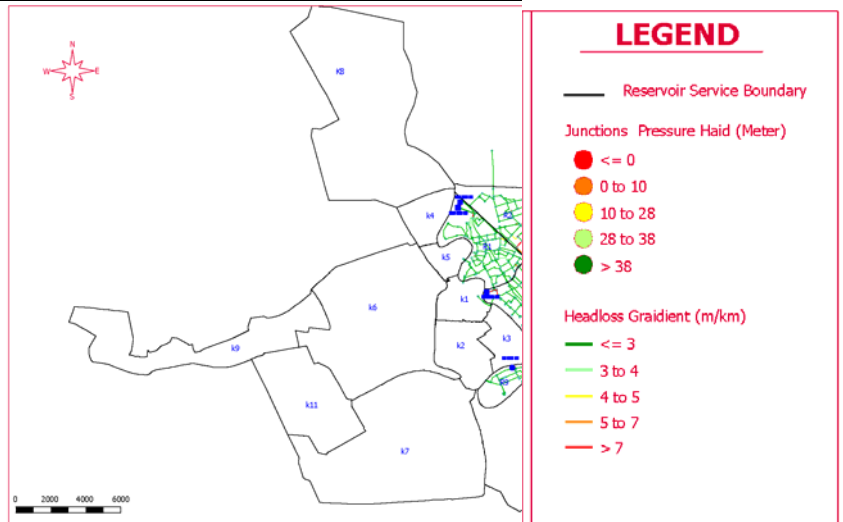 N
W E
S
K8
k4
R2
R1
k5
k1
k6
k3
k9
k2
k11
k7
0 2000 4000 6000
LEGEND
Reservoir Service Boundary
Junctions Pressure Haid (Meter)
<= 0
0 to 10
10 to 28
28 to 38
> 38
Headloss Graidient (m/km)
<= 3
3 to 4
4 to 5
5 to 7
> 7